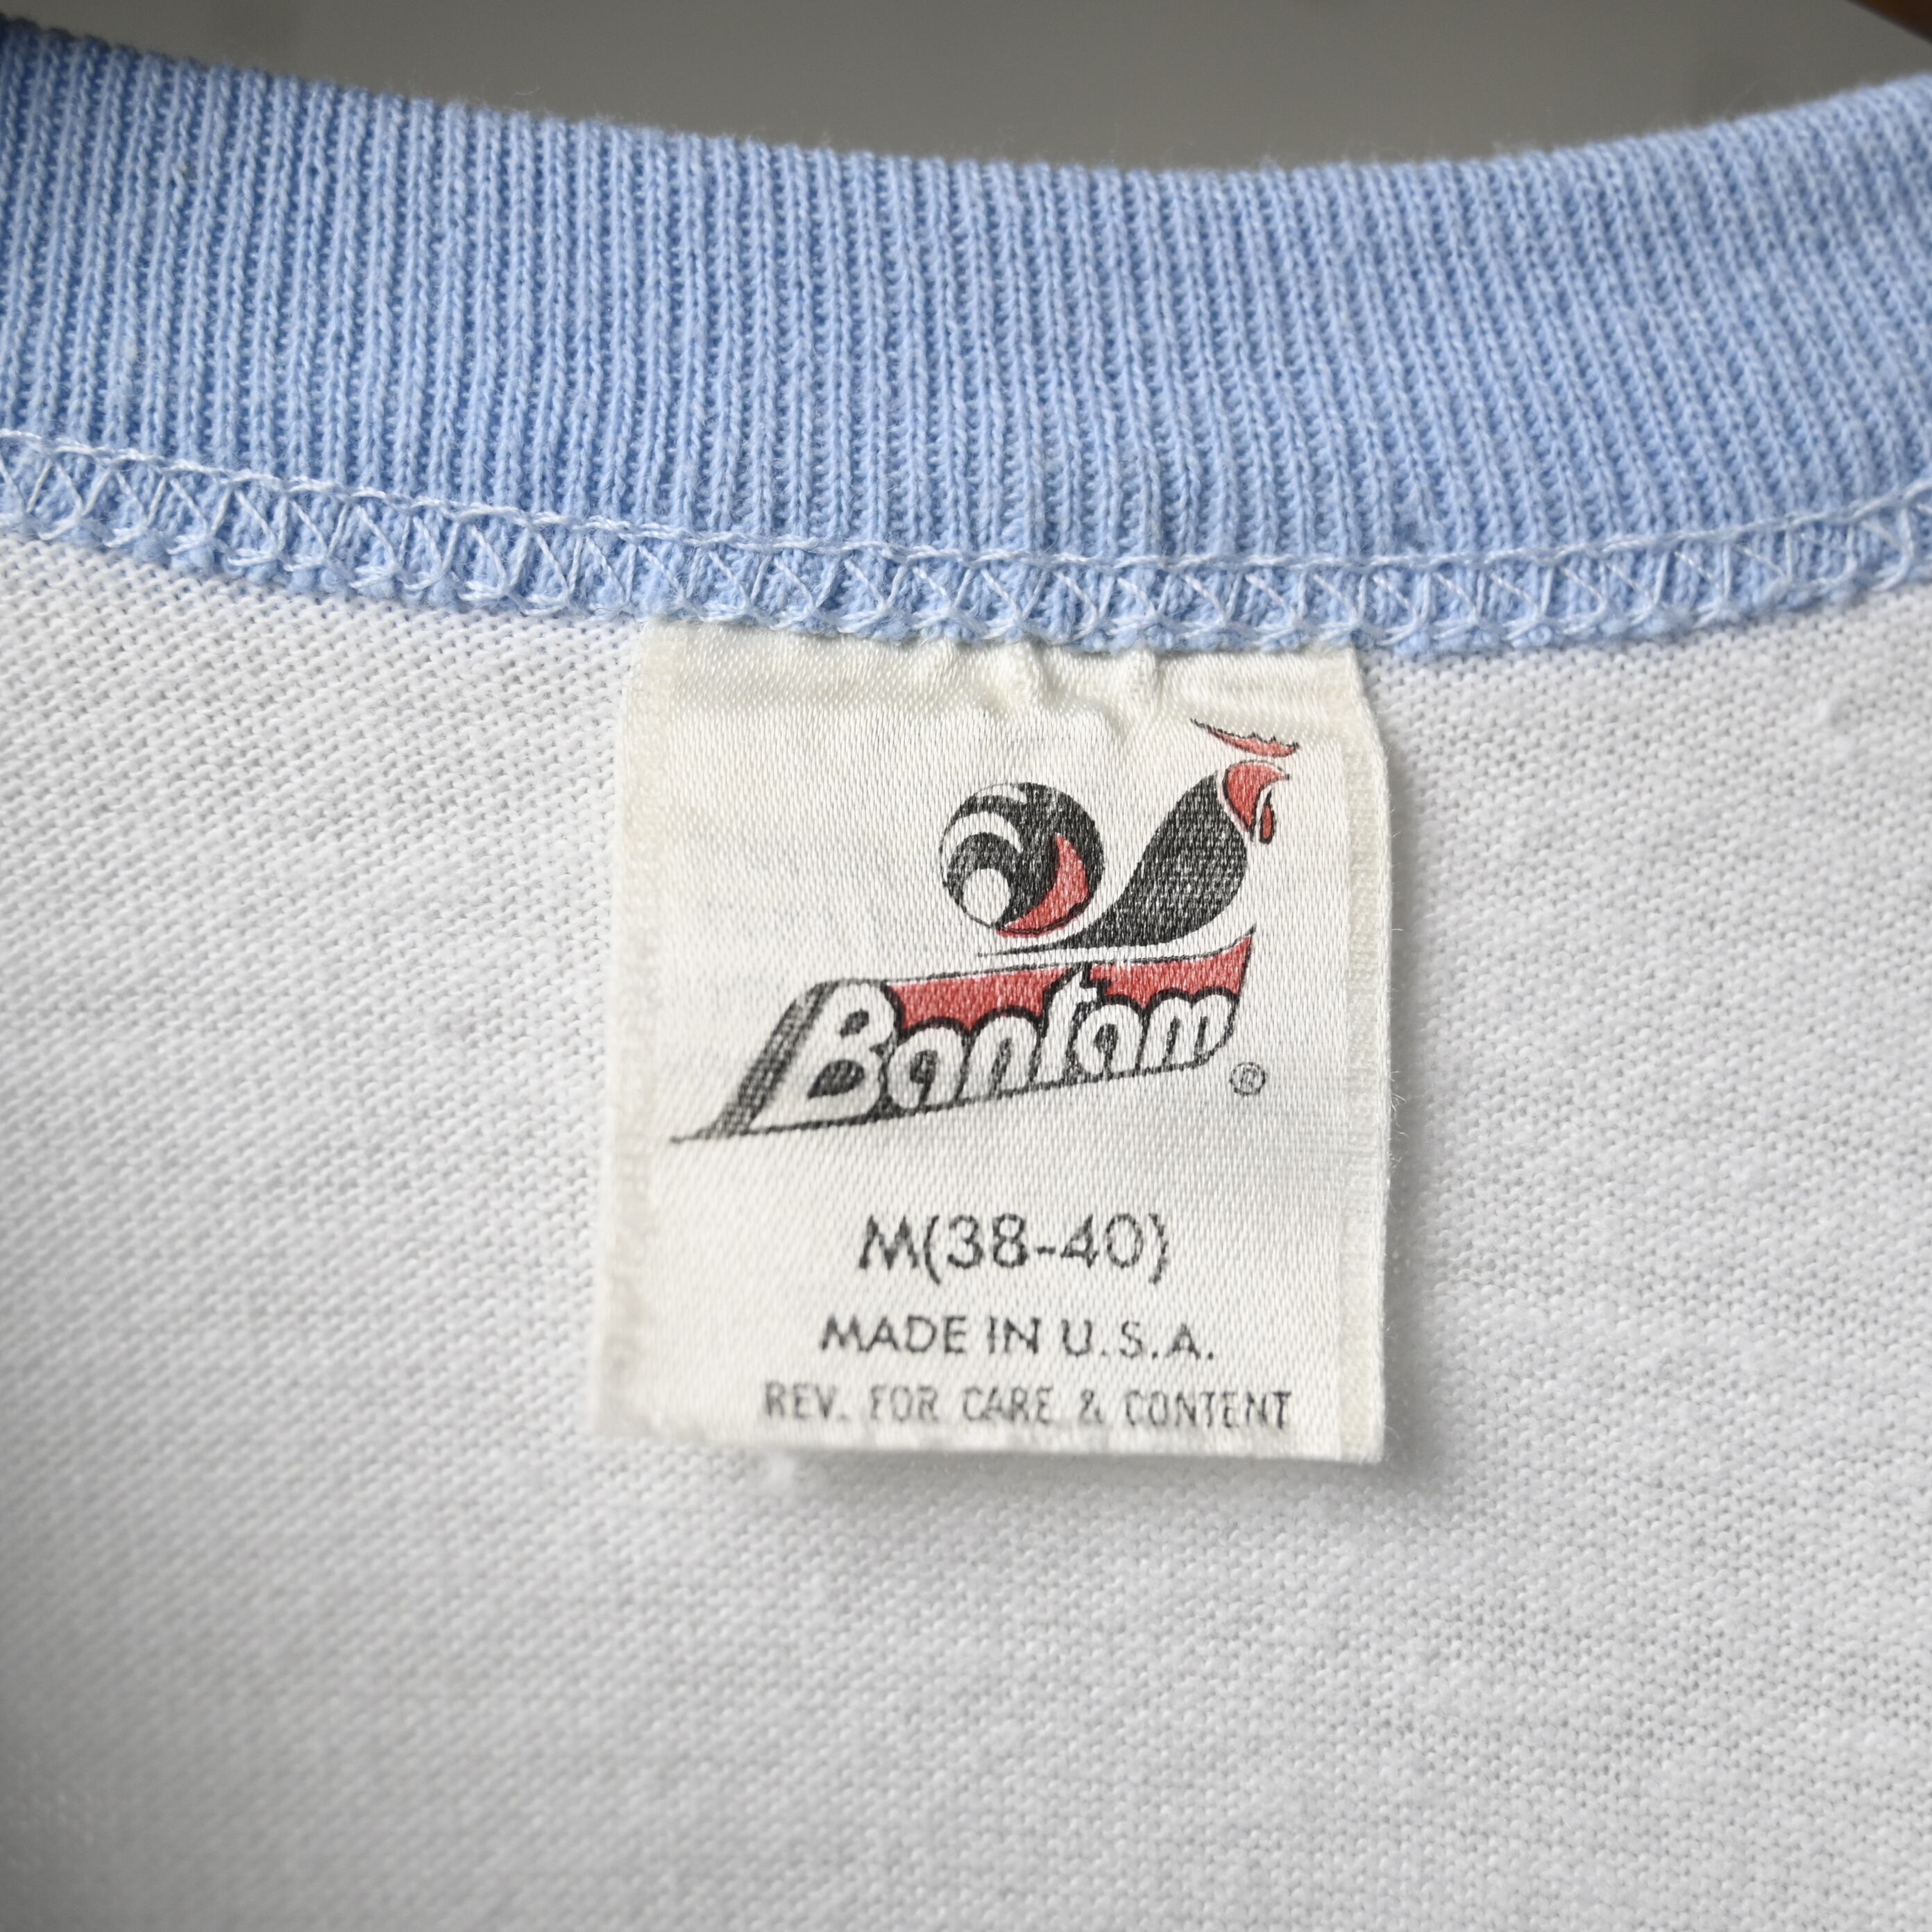 Bantam ®
M(38-40)
MADE IN U.S.A.
REV. FOR CARE & CONTENT